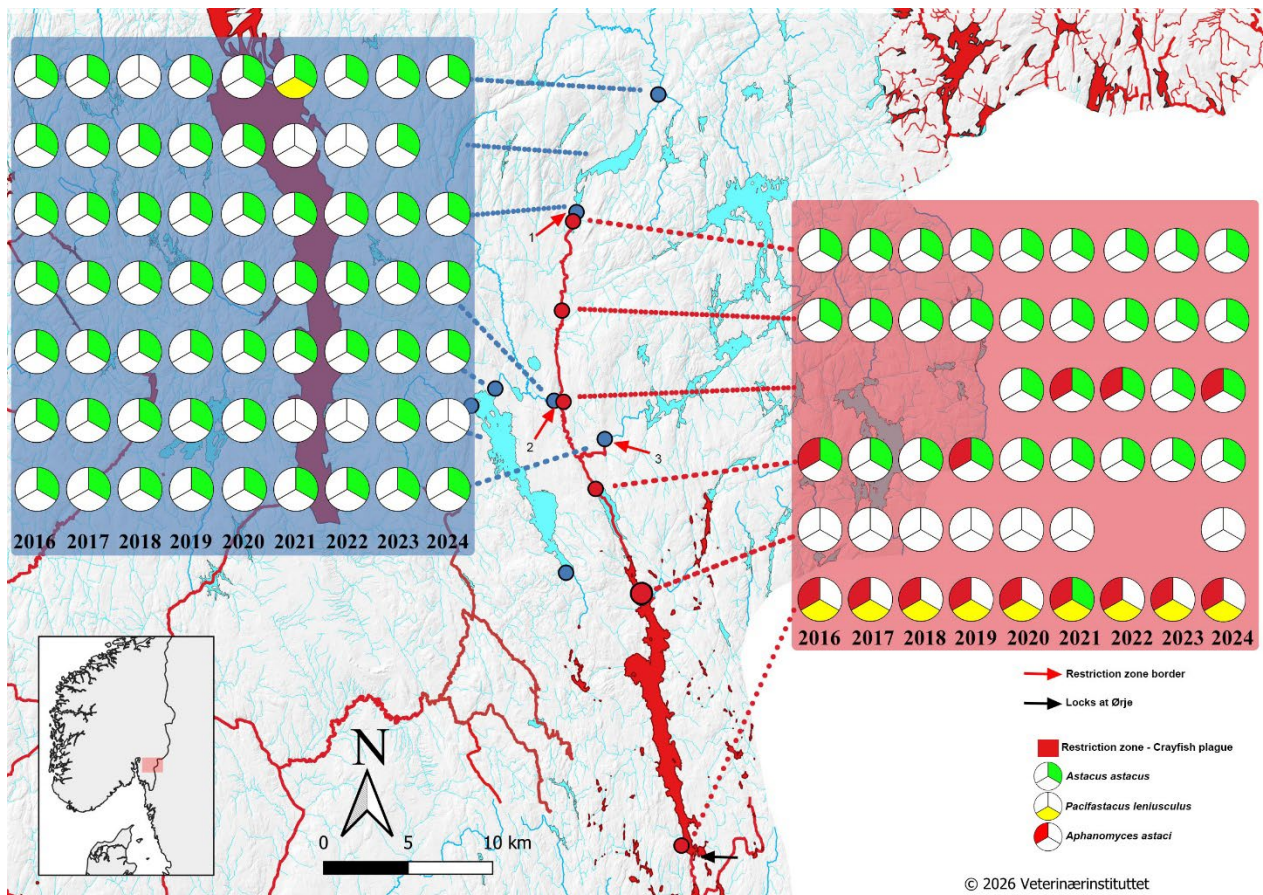 1
2
3
2016 2017 2018 2019 2020 2021 2022 2023 2024
2016 2017 2018 2019 2020 2021 2022 2023 2024
Restriction zone border
Locks at Ørje
Restriction zone - Crayfish plague
Astacus astacus
Pacifastacus leniusculus
Aphanomyces astaci
N
0 5 10 km
© 2026 Veterinærinstituttet